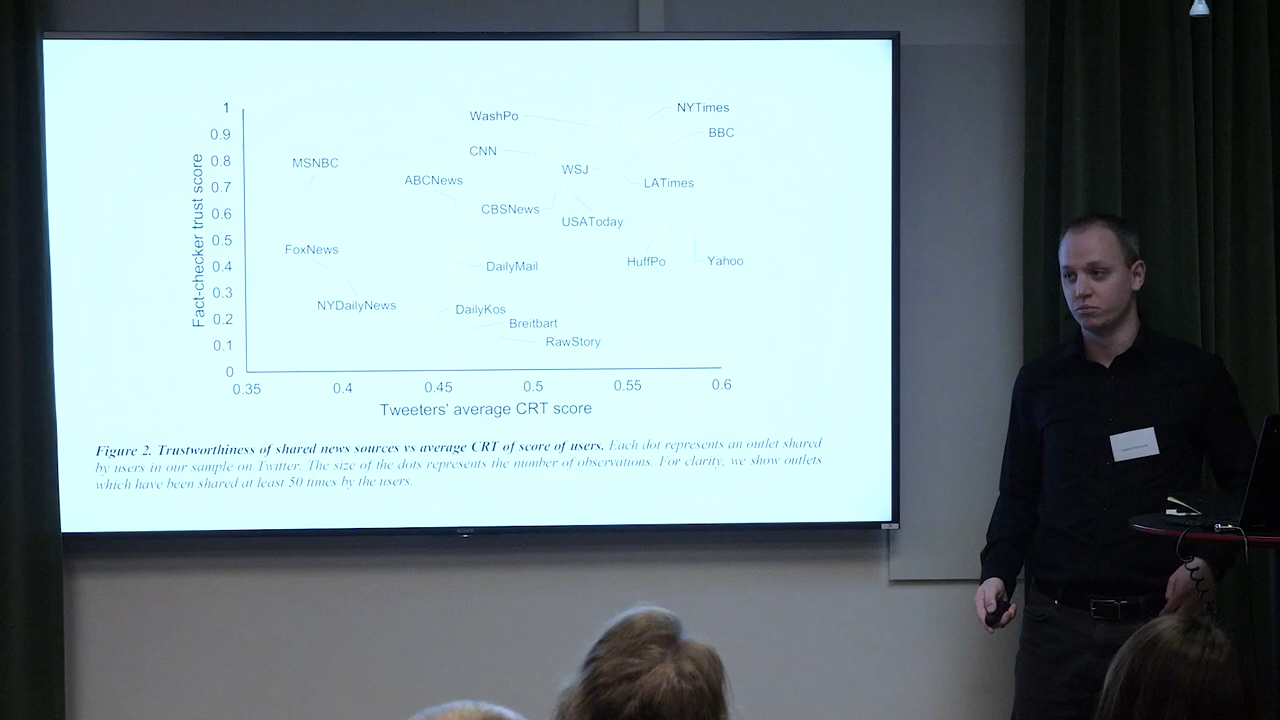 1
0.9
0.8
0.7
0.6
0.5
0.4
0.3
0.2
0.1
0
Fact-checker trust score
WashPo
NYTimes
BBC
CNN
MSNBC
WSJ
ABCNews
LATimes
CBSNews
USAToday
FoxNews
HuffPo
Yahoo
DailyMail
NYDailyNews
DailyKos
Breitbart
RawStory
0.35 0.4 0.45 0.5 0.55 0.6
Tweeters' average CRT score
Figure 2. Trustworthiness of shared news sources vs average CRT of score of users. Each dot represents an outlet shared
by users in our sample on Twitter. The size of the dots represents the number of observations. For clarity, we show outlets
which have been shared at least 50 times by the users.
SONY